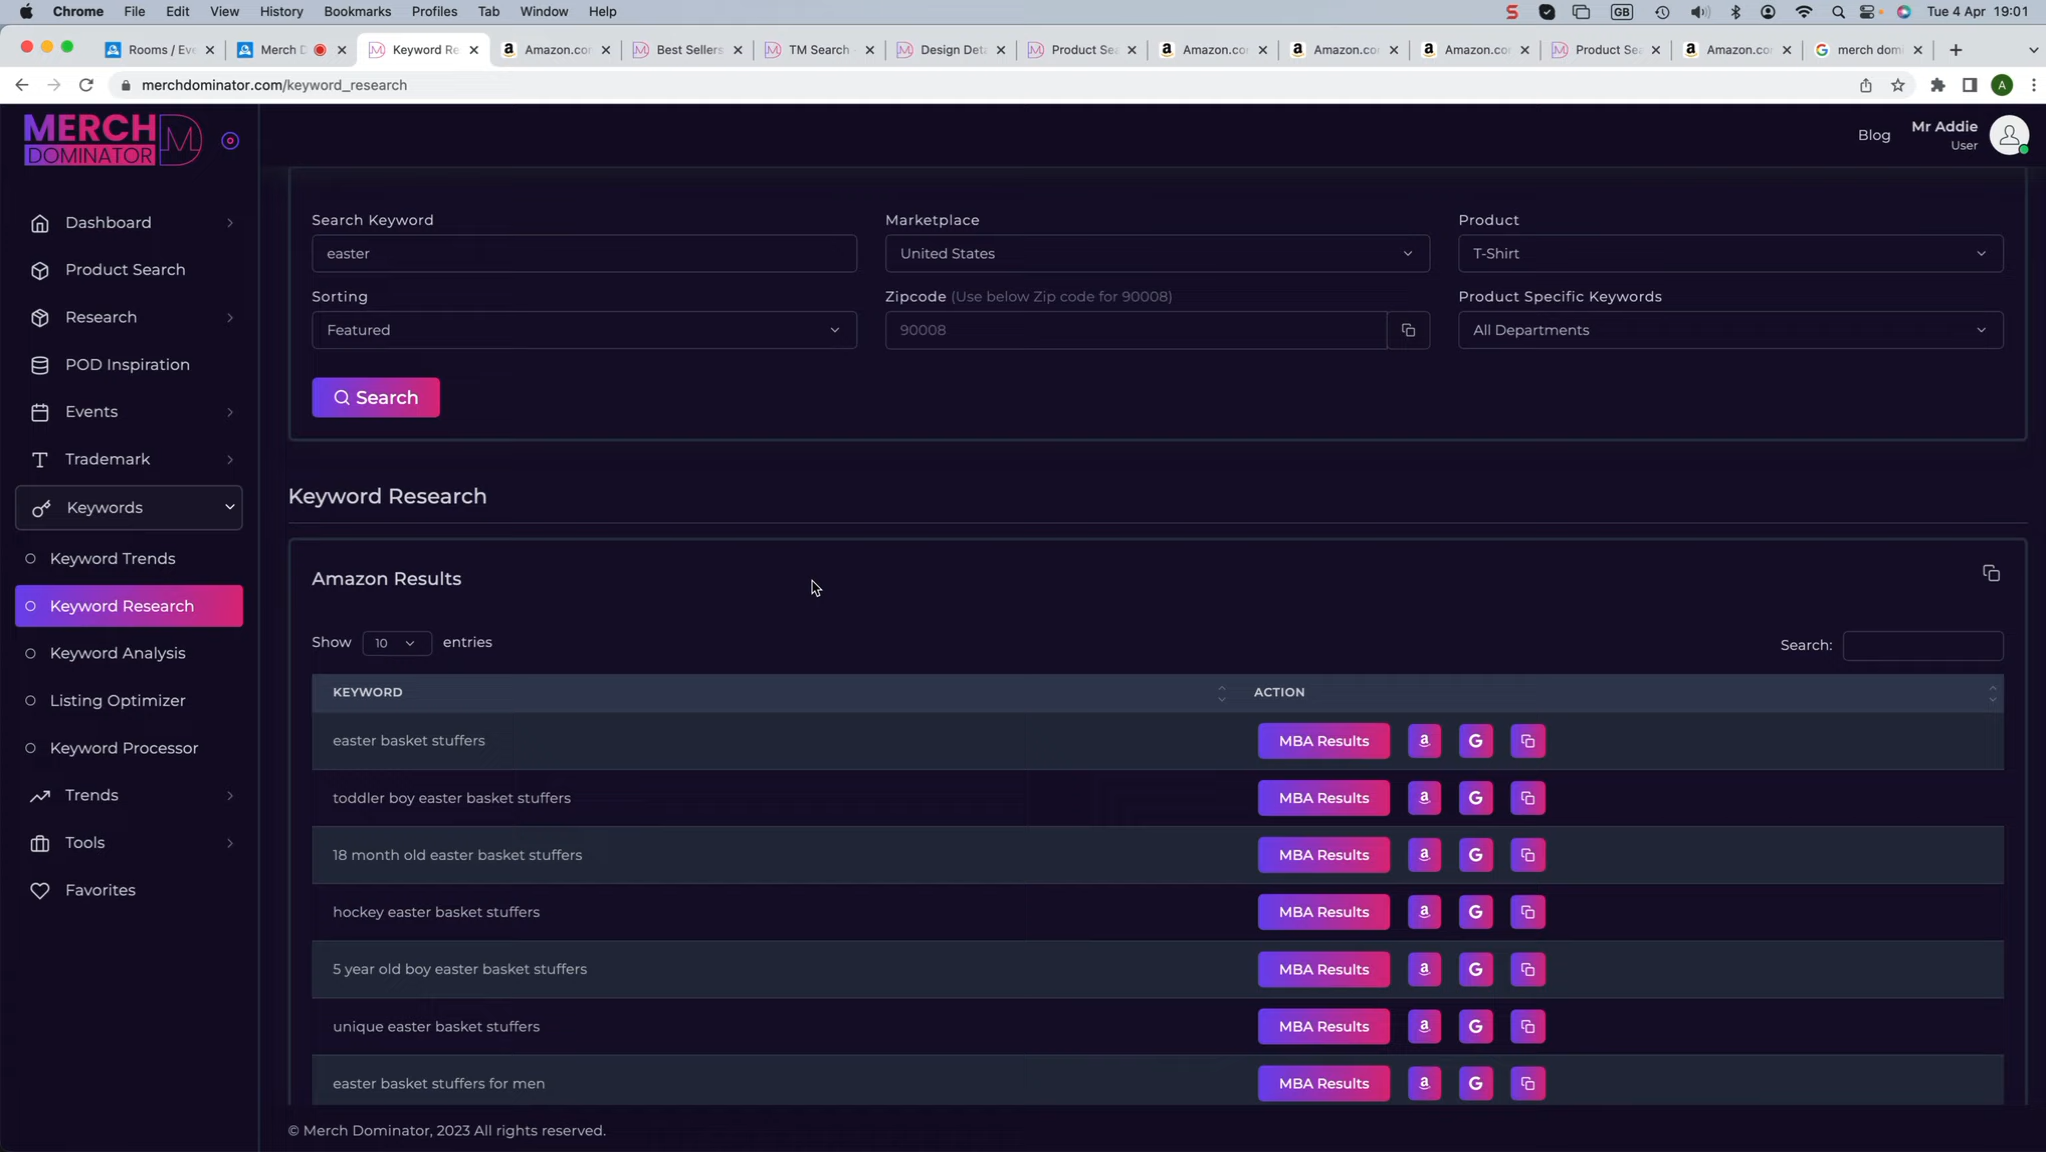 Chrome File Edit View History Bookmarks Profiles Tab Window Help GB Tue 4 Apr 19:01
Rooms / Eve Merch D Keyword Re Amazon.co Best Sellers TM Search - Design Deta Product Sea Amazon.co Amazon.co Amazon.co Product Sea Amazon.co merch domi
merchdominator.com/keyword_research A
MERCH
DOMINATOR
Blog
Mr Addie
User
Dashboard
Product Search
Research
POD Inspiration
Events
Trademark
Keywords
Keyword Trends
Keyword Research
Keyword Analysis
Listing Optimizer
Keyword Processor
Trends
Tools
Favorites
Search Keyword Marketplace Product
easter United States T-Shirt
Sorting Zipcode (Use below Zip code for 90008) Product Specific Keywords
Featured 90008 All Departments
Search
Keyword Research
Amazon Results
Show 10 entries Search:
KEYWORD ACTION
easter basket stuffers MBA Results a G
toddler boy easter basket stuffers MBA Results a G
18 month old easter basket stuffers MBA Results a G
hockey easter basket stuffers MBA Results a G
5 year old boy easter basket stuffers MBA Results a G
unique easter basket stuffers MBA Results a G
easter basket stuffers for men MBA Results a G
© Merch Dominator, 2023 All rights reserved.